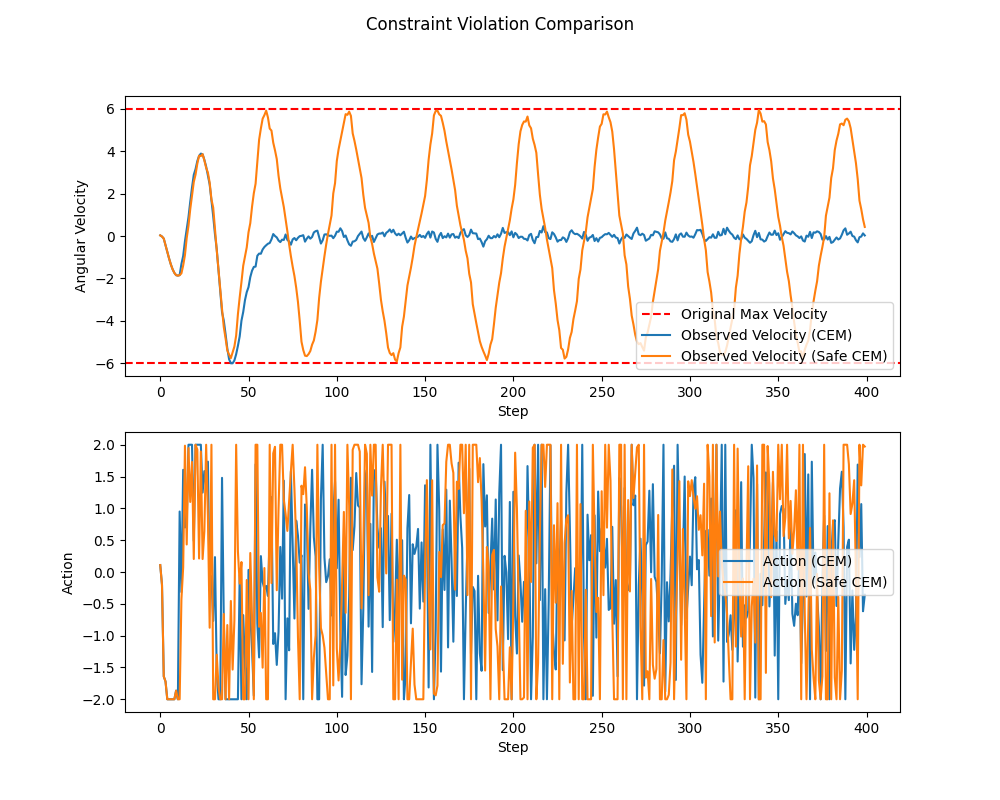 Constraint Violation Comparison
6
4
2
0
−2
−4
−6
Angular Velocity
Original Max Velocity
Observed Velocity (CEM)
Observed Velocity (Safe CEM)
0 50 100 150 200 250 300 350 400
Step
2.0
1.5
1.0
0.5
0.0
−0.5
−1.0
−1.5
−2.0
Action
Action (CEM)
Action (Safe CEM)
0 50 100 150 200 250 300 350 400
Step